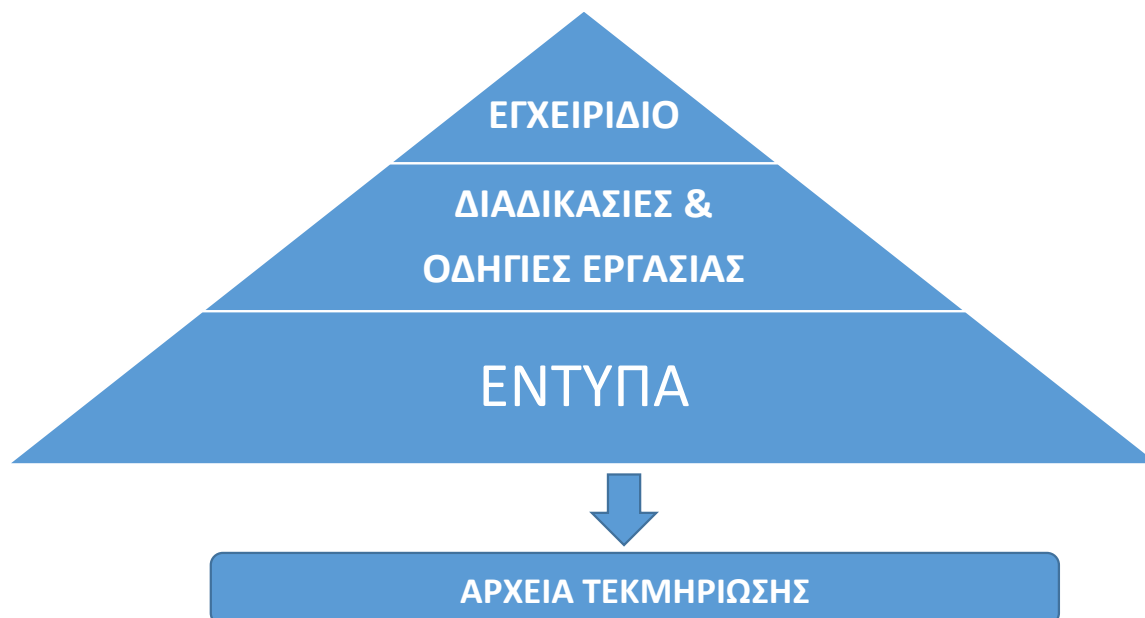 ΕΓΧΕΙΡΙΔΙΟ
ΔΙΑΔΙΚΑΣΙΕΣ &
ΟΔΗΓΙΕΣ ΕΡΓΑΣΙΑΣ
ΕΝΤΥΠΑ
ΑΡΧΕΙΑ ΤΕΚΜΗΡΙΩΣΗΣ